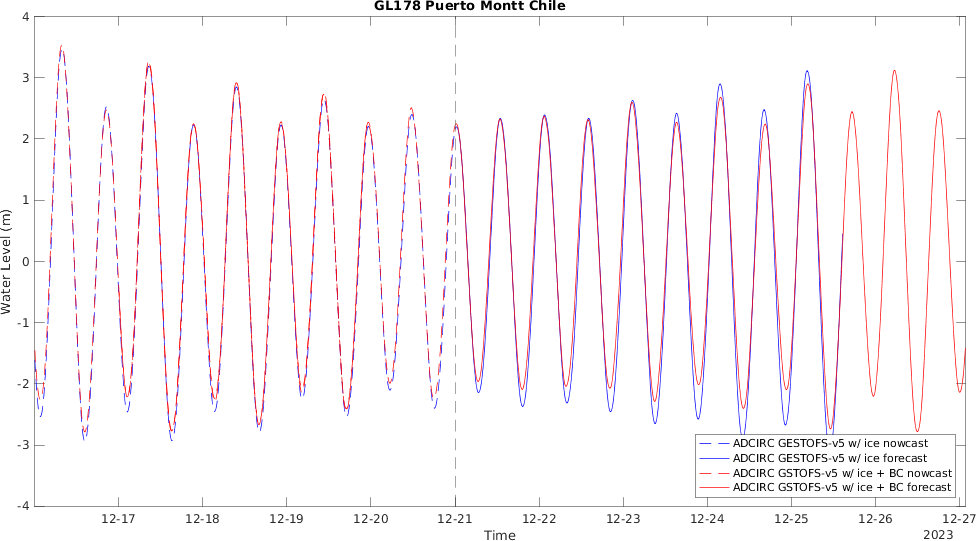 GL178 Puerto Montt Chile
4
3
2
1
0
-1
-2
-3
-4
Water Level (m)
ADCIRC GESTOFS-v5 w/ ice nowcast
ADCIRC GESTOFS-v5 w/ ice forecast
ADCIRC GSTOFS-v5 w/ ice + BC nowcast
ADCIRC GSTOFS-v5 w/ ice + BC forecast
12-17 12-18 12-19 12-20 12-21 12-22 12-23 12-24 12-25 12-26 12-27
Time
2023